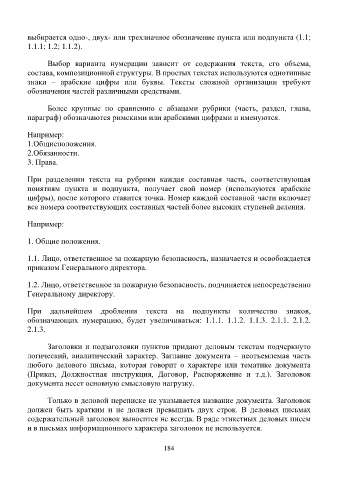 выбирается одно-, двух- или трехзначное обозначение пункта или подпункта (1.1;
1.1.1; 1.2; 1.1.2).
Выбор варианта нумерации зависит от содержания текста, его объема,
состава, композиционной структуры. В простых текстах используются однотипные
знаки – арабские цифры или буквы. Тексты сложной организации требуют
обозначения частей различными средствами.
Более крупные по сравнению с абзацами рубрики (часть, раздел, глава,
параграф) обозначаются римскими или арабскими цифрами и именуются.
Например:
1.Общисположения.
2.Обязанности.
3. Права.
При разделении текста на рубрики каждая составная часть, соответствующая
понятиям пункта и подпункта, получает свой номер (используются арабские
цифры), после которого ставится точка. Номер каждой составной части включает
все номера соответствующих составных частей более высоких ступеней деления.
Например:
1. Общие положения.
1.1. Лицо, ответственное за пожарную безопасность, назначается и освобождается
приказом Генерального директора.
1.2. Лицо, ответственное за пожарную безопасность, подчиняется непосредственно
Генеральному директору.
При дальнейшем дроблении текста на подпункты количество знаков,
обозначающих нумерацию, будет увеличиваться: 1.1.1. 1.1.2. 1.1.3. 2.1.1. 2.1.2.
2.1.3.
Заголовки и подзаголовки пунктов придают деловым текстам подчеркнуто
логический, аналитический характер. Заглавие документа – неотъемлемая часть
любого делового письма, которая говорит о характере или тематике документа
(Приказ, Должностная инструкция, Договор, Распоряжение и т.д.). Заголовок
документа несет основную смысловую нагрузку.
Только в деловой переписке не указывается название документа. Заголовок
должен быть кратким и не должен превышать двух строк. В деловых письмах
содержательный заголовок выносится не всегда. В ряде этикетных деловых писем
и в письмах информационного характера заголовок не используется.
184